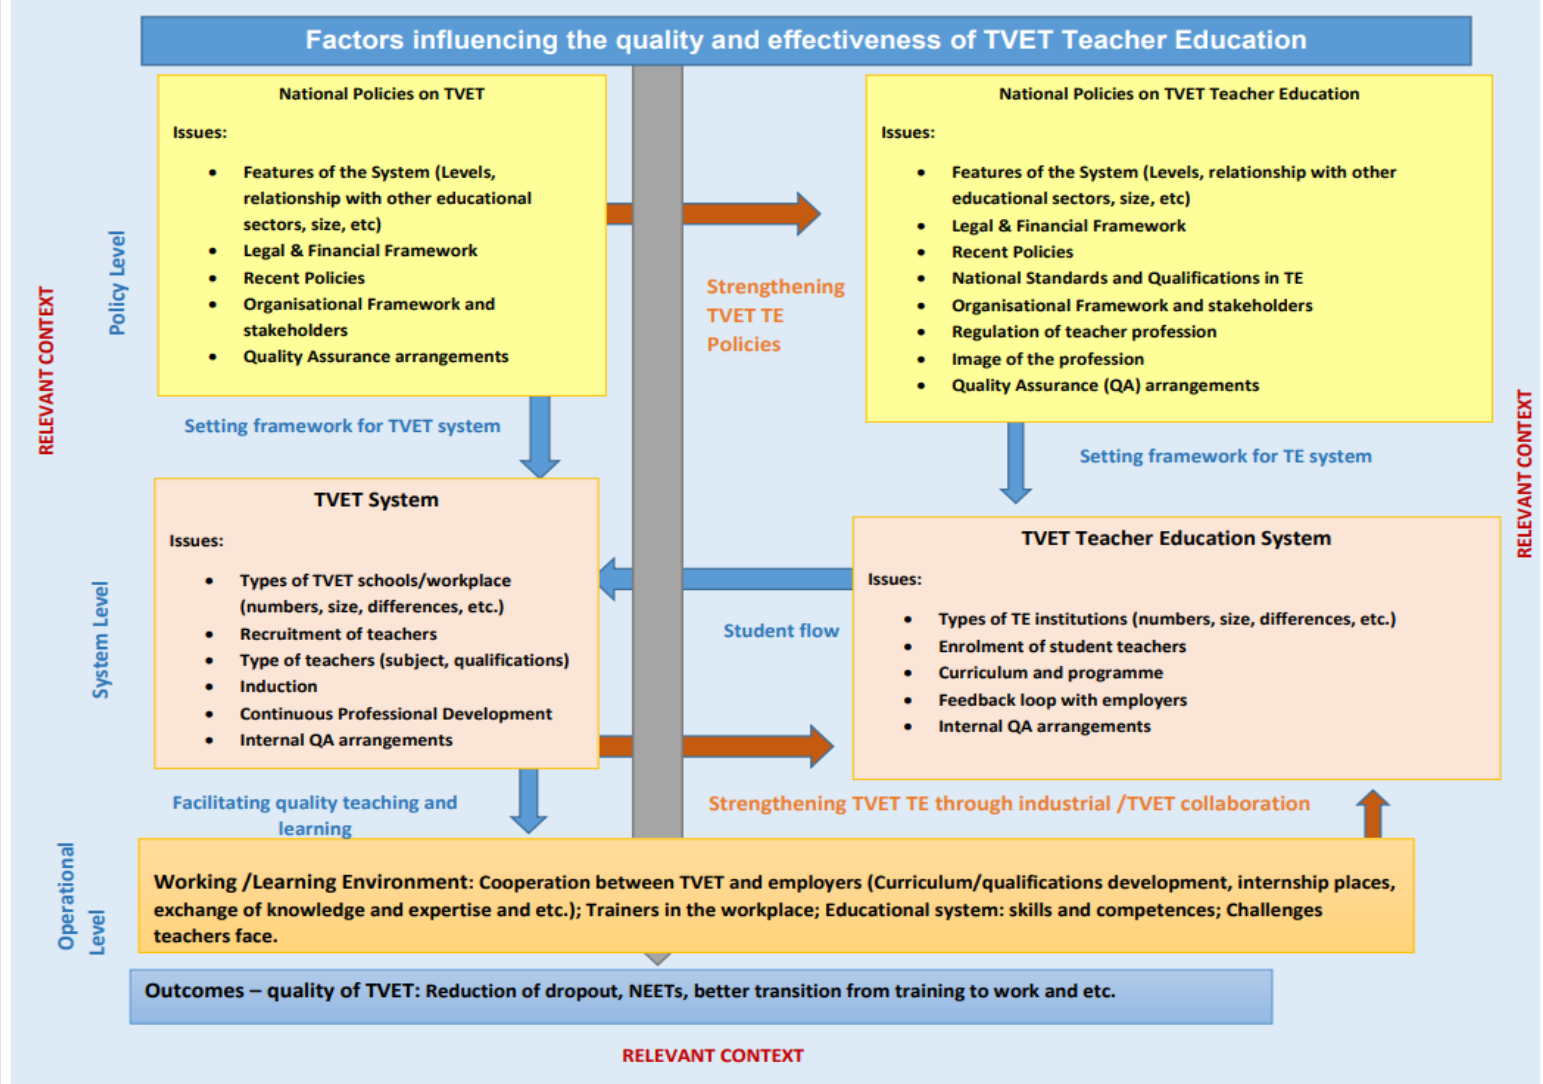 Factors influencing the quality and effectiveness of TVET Teacher Education
National Policies on TVET
Issues:
• Features of the System (Levels,
relationship with other educational
sectors, size, etc)
• Legal & Financial Framework
• Recent Policies
• Organisational Framework and
stakeholders
• Quality Assurance arrangements
National Policies on TVET Teacher Education
Issues:
• Features of the System (Levels, relationship with other
educational sectors, size, etc)
• Legal & Financial Framework
• Recent Policies
• National Standards and Qualifications in TE
• Organisational Framework and stakeholders
• Regulation of teacher profession
• Image of the profession
• Quality Assurance (QA) arrangements
Strengthening
TVET TE
Policies
Policy Level
RELEVANT CONTEXT
Setting framework for TVET system
Setting framework for TE system
RELEVANT CONTEXT
TVET System
Issues:
• Types of TVET schools/workplace
(numbers, size, differences, etc.)
• Recruitment of teachers
• Type of teachers (subject, qualifications)
• Induction
• Continuous Professional Development
• Internal QA arrangements
Student flow
TVET Teacher Education System
Issues:
• Types of TE institutions (numbers, size, differences, etc.)
• Enrolment of student teachers
• Curriculum and programme
• Feedback loop with employers
• Internal QA arrangements
System Level
Facilitating quality teaching and
learning
Strengthening TVET TE through industrial /TVET collaboration
Operational
Level
Working /Learning Environment: Cooperation between TVET and employers (Curriculum/qualifications development, internship places,
exchange of knowledge and expertise and etc.); Trainers in the workplace; Educational system: skills and competences; Challenges
teachers face.
Outcomes – quality of TVET: Reduction of dropout, NEETs, better transition from training to work and etc.
RELEVANT CONTEXT